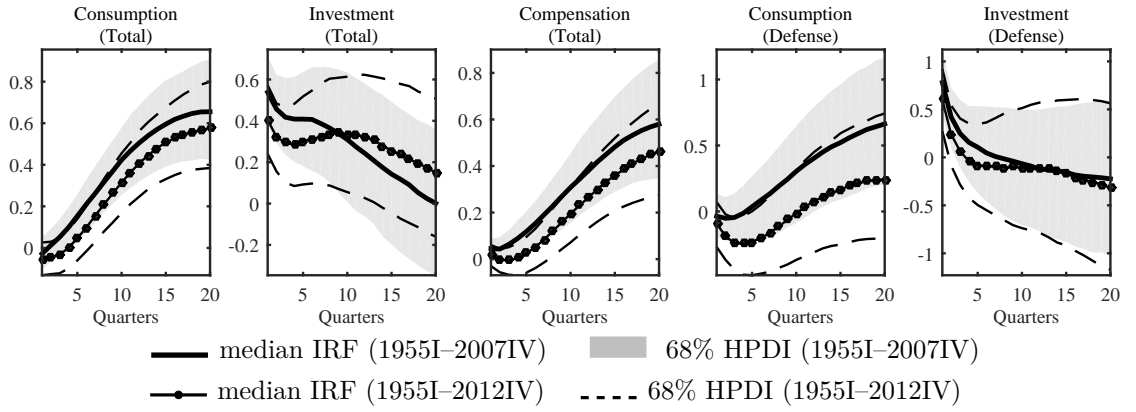 Consumption
(Total)
Investment
(Total)
Compensation
(Total)
Consumption
(Defense)
Investment
(Defense)
0.8
0.6
0.4
0.2
0
5 10 15 20
Quarters
0.6
0.4
0.2
0
-0.2
5 10 15 20
Quarters
0.8
0.6
0.4
0.2
0
5 10 15 20
Quarters
1
0.5
0
5 10 15 20
Quarters
1
0.5
0
-0.5
-1
5 10 15 20
Quarters
median IRF (1955I–2007IV) 68% HPDI (1955I–2007IV)
median IRF (1955I–2012IV) 68% HPDI (1955I–2012IV)